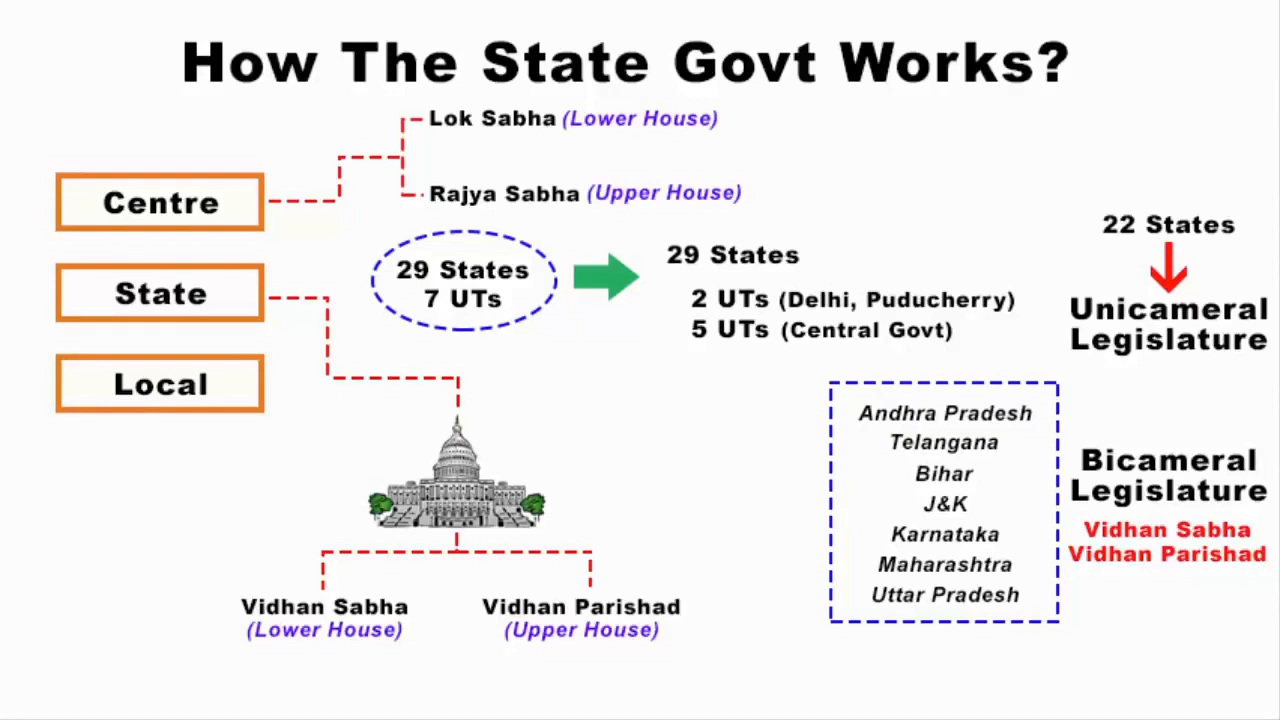 How The State Govt Works?
Lok Sabha (Lower House)
Rajya Sabha (Upper House)
Centre
State
Local
29 States
7 UTs
29 States
2 UTs (Delhi, Puducherry)
5 UTs (Central Govt)
22 States
Unicameral
Legislature
Andhra Pradesh
Telangana
Bihar
J&K
Karnataka
Maharashtra
Uttar Pradesh
Bicameral
Legislature
Vidhan Sabha
Vidhan Parishad
Vidhan Sabha
(Lower House)
Vidhan Parishad
(Upper House)